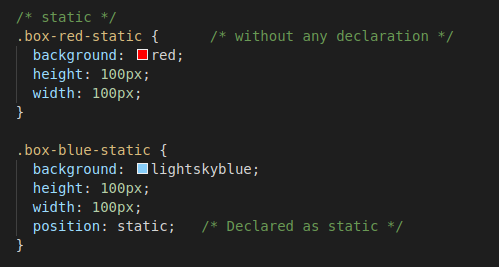 /* static */
.box-red-static {      /* without any declaration */
  background: red;
  height: 100px;
  width: 100px;
}

.box-blue-static {
  background: lightskyblue;
  height: 100px;
  width: 100px;
  position: static;   /* Declared as static */
}